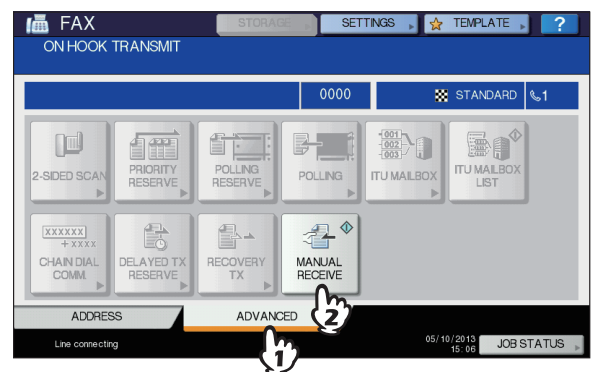 FAX
STORAGE
SETTINGS
TEMPLATE
?
ON HOOK TRANSMIT
0000
STANDARD
1
2-SIDED SCAN
PRIORITY
RESERVE
POLLING
RESERVE
POLLING
001
002
003
ITU MAILBOX
ITU MAILBOX
LIST
XXXXXX
+XXXX
CHAIN DIAL
COMM.
DELAYED TX
RESERVE
RECOVERY
TX
MANUAL
RECEIVE
2
ADDRESS
ADVANCED
1
Line connecting
05/10/2013
15:06
JOB STATUS